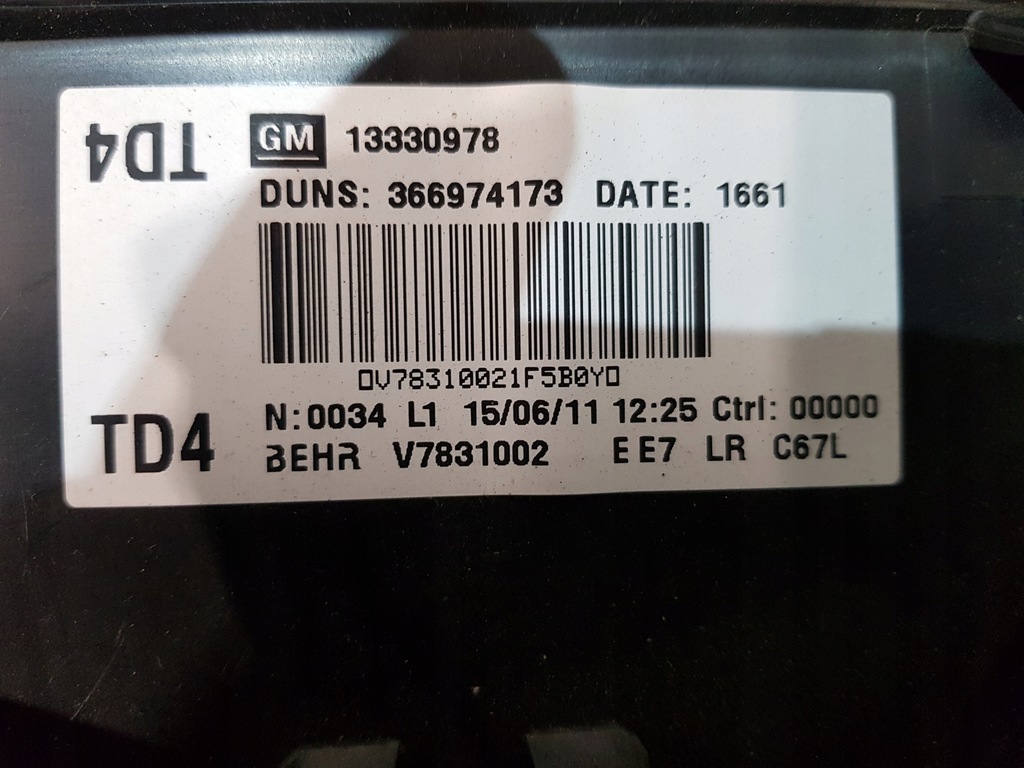 TD4 GM 13330978
DUNS: 366974173 DATE: 1661
▯V78310021F5B0Y▯
N:0034 L1 15/06/11 12:25 Ctrl: 00000
TD4
BEHR V7831002 E E7 LR C67L